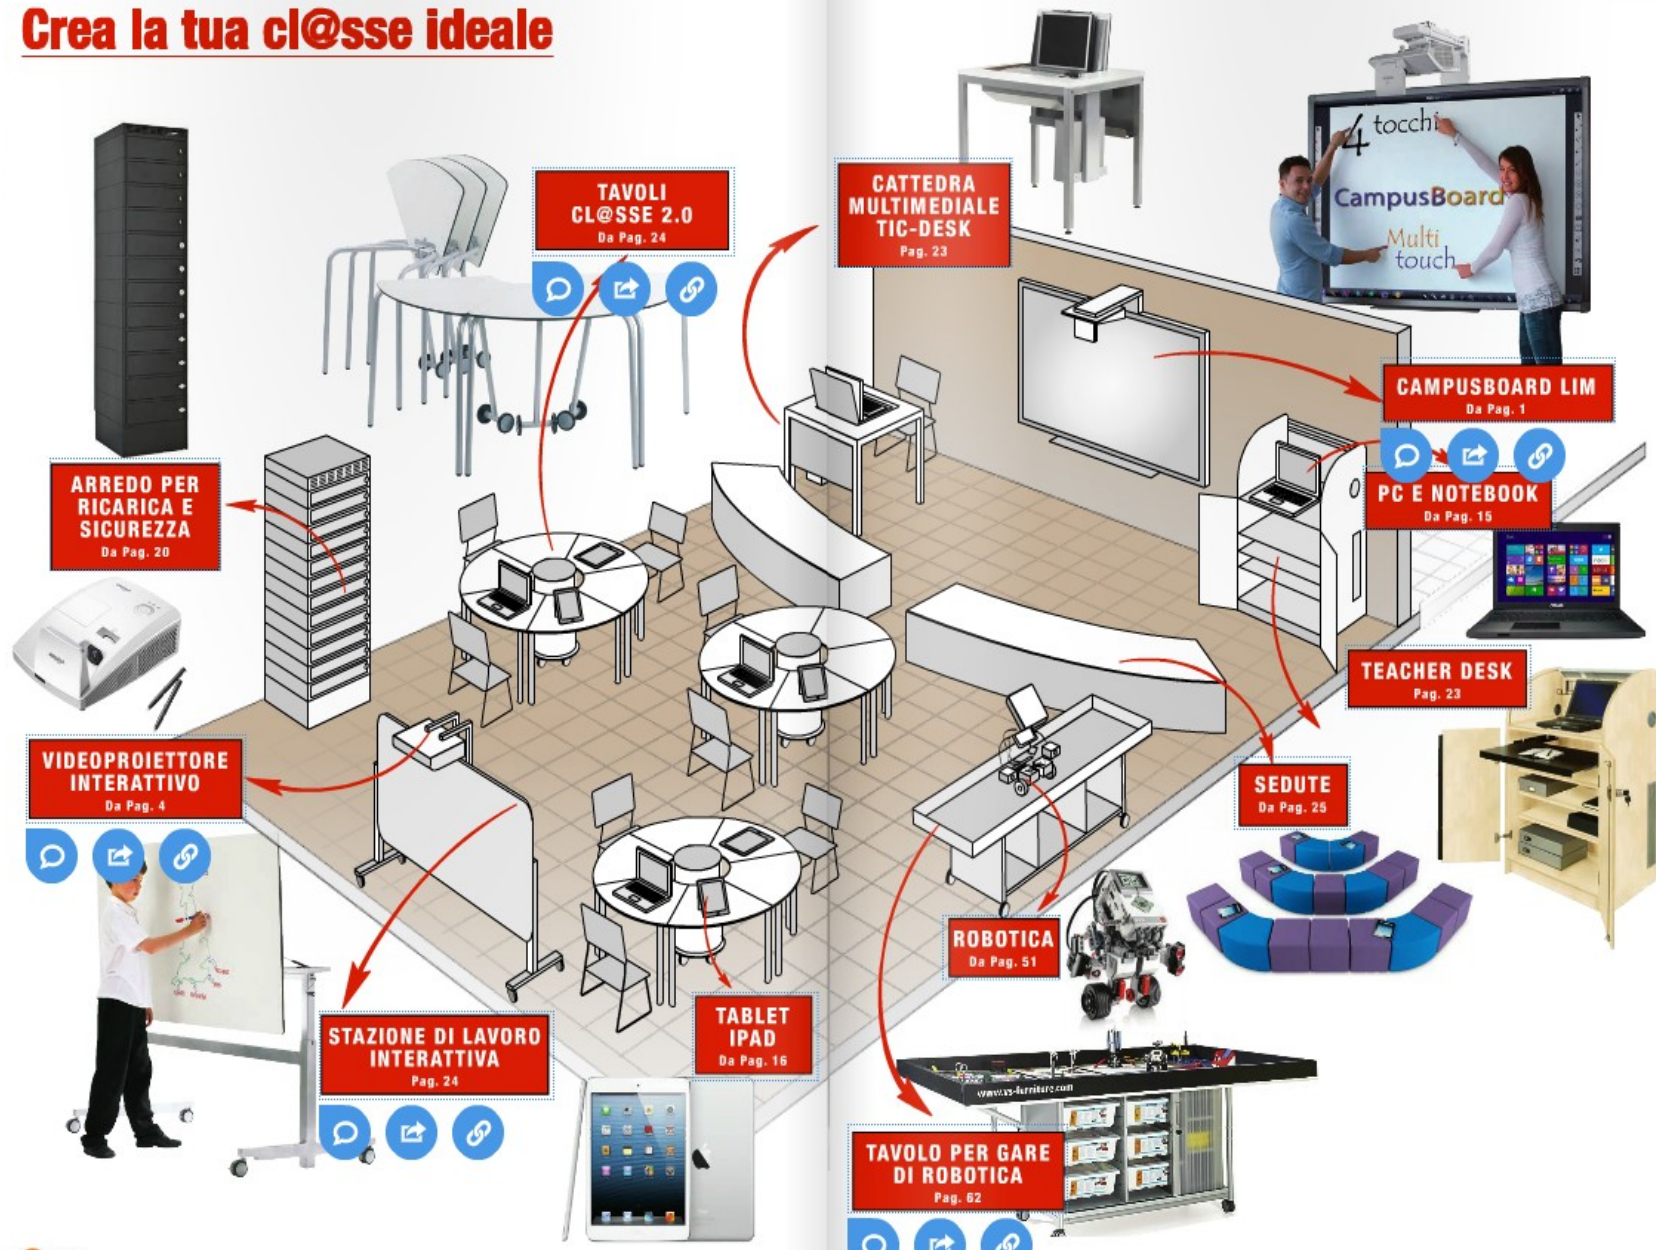 Crea la tua cl@sse ideale
TAVOLI
CL@SSE 2.0
Da Pag. 24
CATTEDRA
MULTIMEDIALE
TIC-DESK
Pag. 23
4 tocchi
CampusBoard
Multi
touch
CAMPUSBOARD LIM
Da Pag. 1
PC E NOTEBOOK
Da Pag. 15
ARREDO PER
RICARICA E
SICUREZZA
Da Pag. 20
TEACHER DESK
Pag. 23
VIDEOPROIETTORE
INTERATTIVO
Da Pag. 4
SEDUTE
Da Pag. 25
ROBOTICA
Da Pag. 51
STAZIONE DI LAVORO
INTERATTIVA
Pag. 24
TABLET
IPAD
Da Pag. 16
www.vs-furniture.com
TAVOLO PER GARE
DI ROBOTICA
Pag. 62